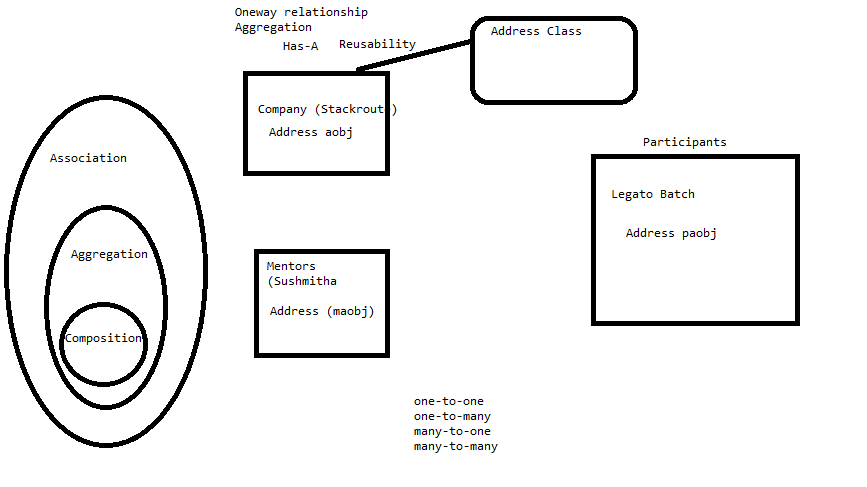 Oneway relationship
Aggregation
Has-A
Reusability
Address Class
Company (Stackroute)
Address aobj
Participants
Association
Legato Batch
Address paobj
Aggregation
Mentors
(Sushmitha
Address (maobj)
Composition
one-to-one
one-to-many
many-to-one
many-to-many